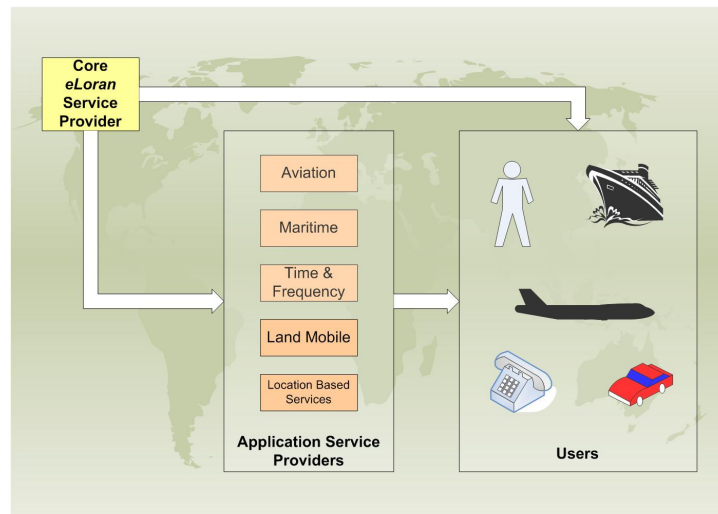 Core
eLoran
Service
Provider
Aviation
Maritime
Time &
Frequency
Land Mobile
Location Based
Services
Application Service
Providers
Users